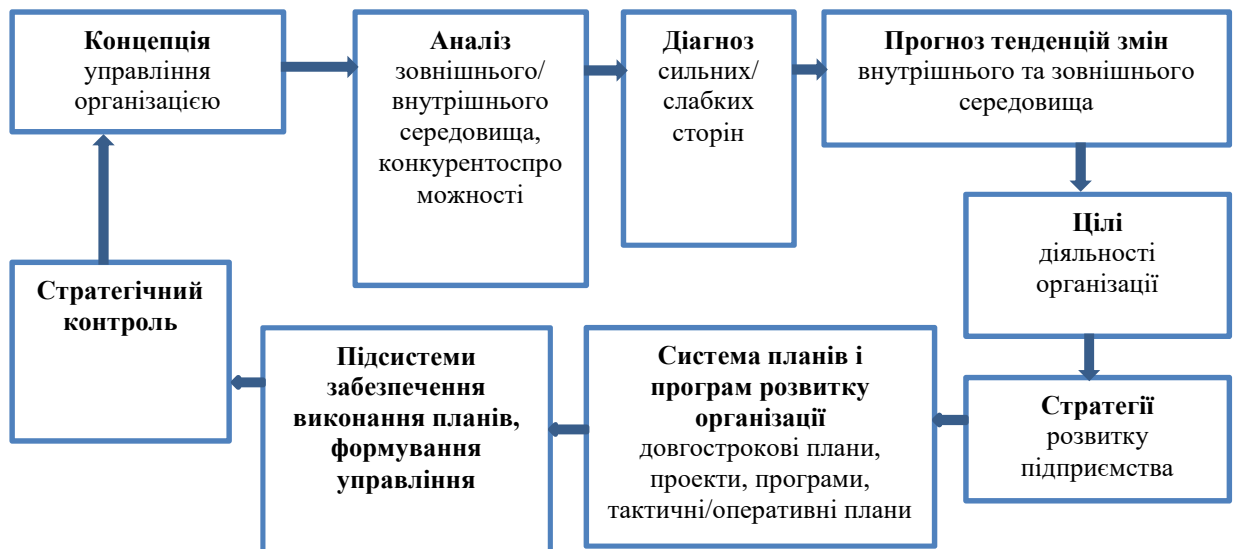 Концепція
управління
організацією
Аналіз
зовнішнього/
внутрішнього
середовища,
конкурентоспро
можності
Діагноз
сильних/
слабких
сторін
Прогноз тенденцій змін
внутрішнього та зовнішнього
середовища
Цілі
діяльності
організації
Стратегії
розвитку
підприємства
Система планів і
програм розвитку
організації
довгострокові плани,
проекти, програми,
тактичні/оперативні плани
Підсистеми
забезпечення
виконання планів,
формування
управління
Стратегічний
контроль